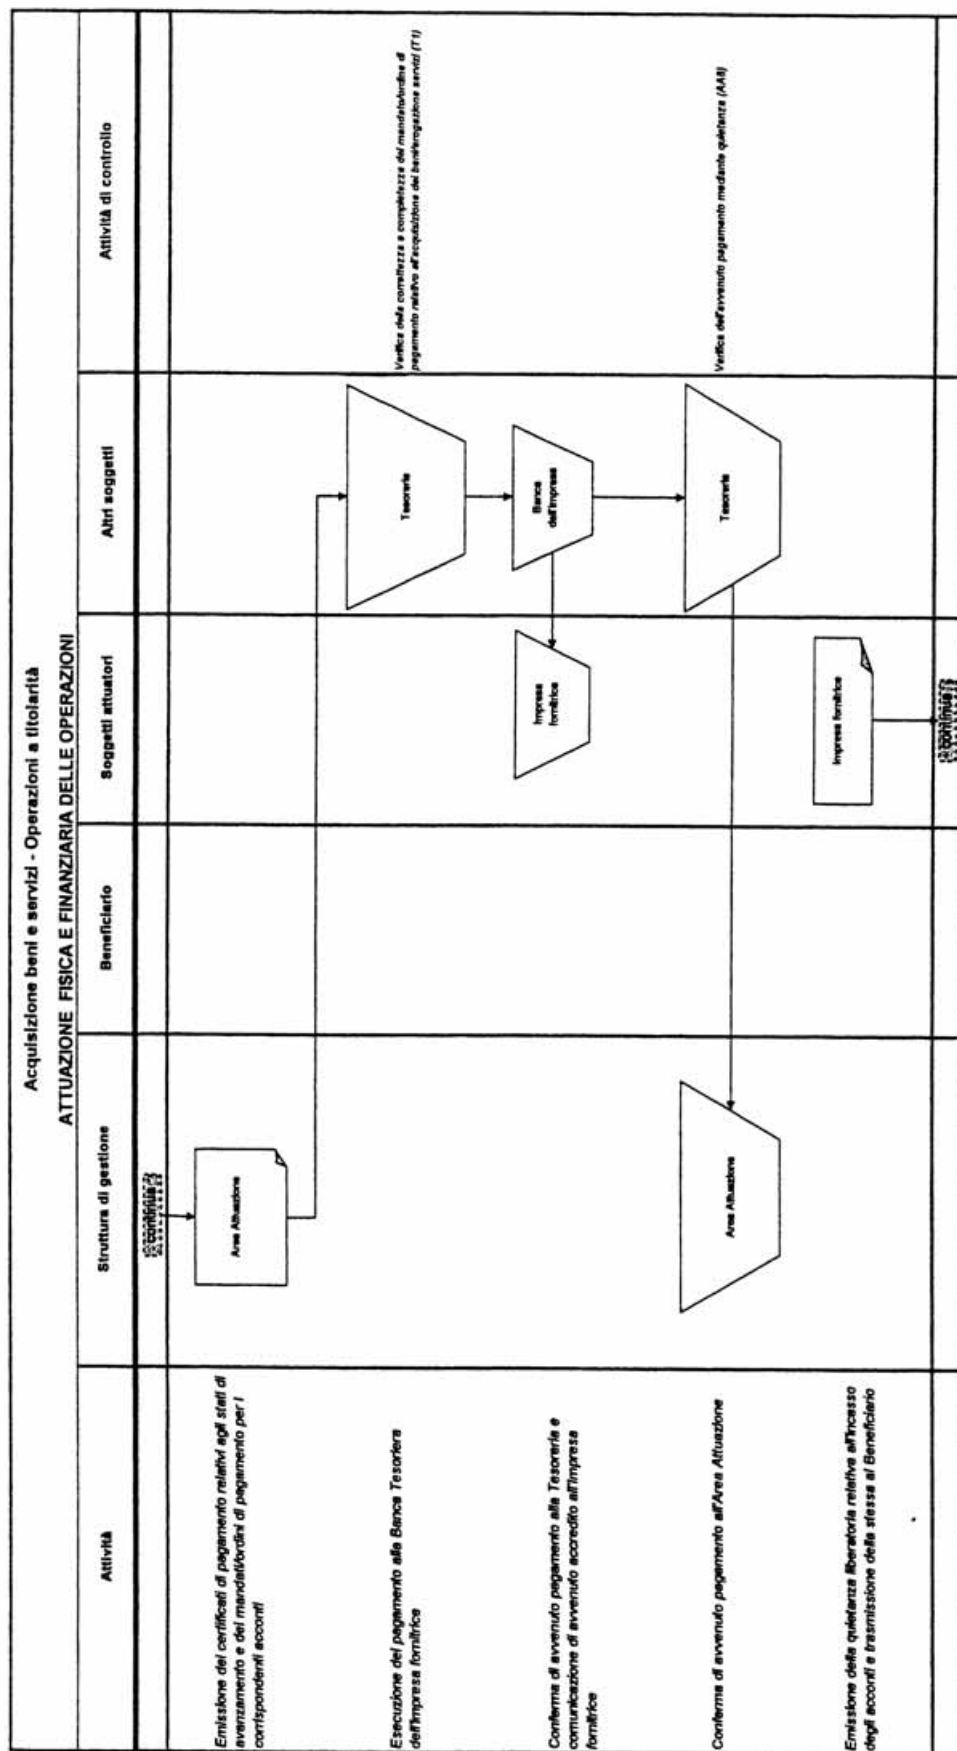 Acquisizione beni e servizi - Operazioni a titolarità
ATTUAZIONE FISICA E FINANZIARIA DELLE OPERAZIONI
Attività
Struttura di gestione
Beneficiario
Soggetti attuatori
Altri soggetti
Attività di controllo
continua
Emissione dei certificati di pagamento relativi agli stati di
avanzamento e dei mandati/ordini di pagamento per i
corrispondenti acconti
Area Attuazione
Esecuzione del pagamento alla Banca Tesoriera
dell'impresa fornitrice
Tesoreria
Verifica della correttezza e completezza del mandato/ordine di
pagamento relativo all'acquisizione dei beni/erogazione servizi (T1)
Conferma di avvenuto pagamento alla Tesoreria e
comunicazione di avvenuto accredito all'impresa
fornitrice
Impresa
fornitrice
Banca
dell'impresa
Conferma di avvenuto pagamento all'Area Attuazione
Area Attuazione
Tesoreria
Verifica dell'avvenuto pagamento mediante quietanza (AA8)
Emissione della quietanza liberatoria relativa all'incasso
degli acconti e trasmissione della stessa al Beneficiario
Impresa fornitrice
continua